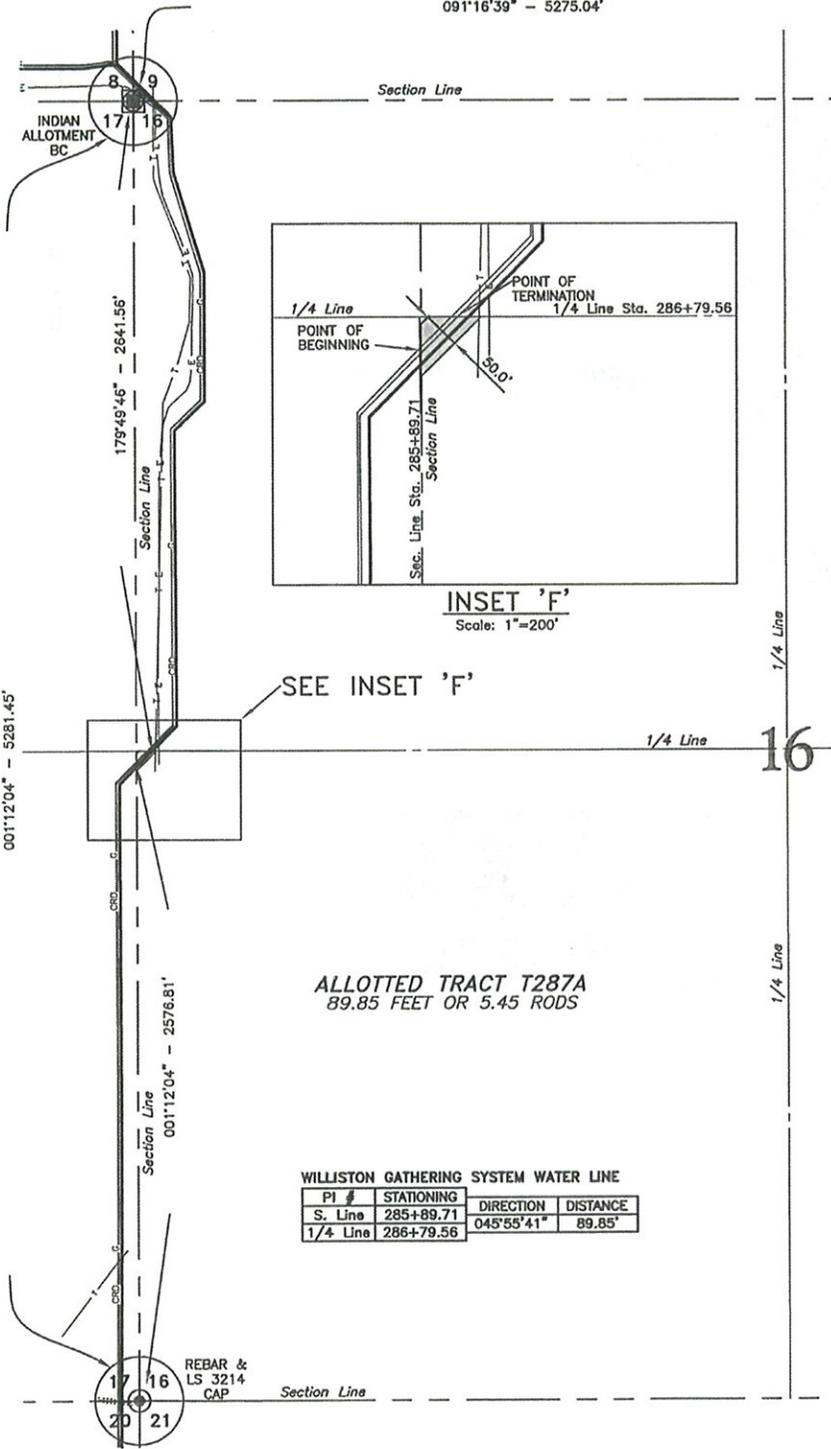 091°16'39" - 5275.04'
8 9
17 16
Section Line
INDIAN
ALLOTMENT
BC
T
E
T
E
C
CRD
179°49'46" - 2641.56'
Section Line
1/4 Line
POINT OF
BEGINNING
T
E
POINT OF
TERMINATION
1/4 Line Sta. 286+79.56
50.0'
Sec. Line Sta. 285+89.71
Section Line
INSET 'F'
Scale: 1"=200'
T
E
T E
C
T E
CRD
T E
1/4 Line
SEE INSET 'F'
1/4 Line
16
001°12'04" - 5281.45'
C
CRD
ALLOTTED TRACT T287A
89.85 FEET OR 5.45 RODS
1/4 Line
Section Line
001°12'04" - 2576.81'
WILLISTON GATHERING SYSTEM WATER LINE
PI # STATIONING DIRECTION DISTANCE
S. Line 285+89.71 045°55'41" 89.85'
1/4 Line 286+79.56
C
CRD
T
17 16
20 21
REBAR &
LS 3214
CAP
Section Line